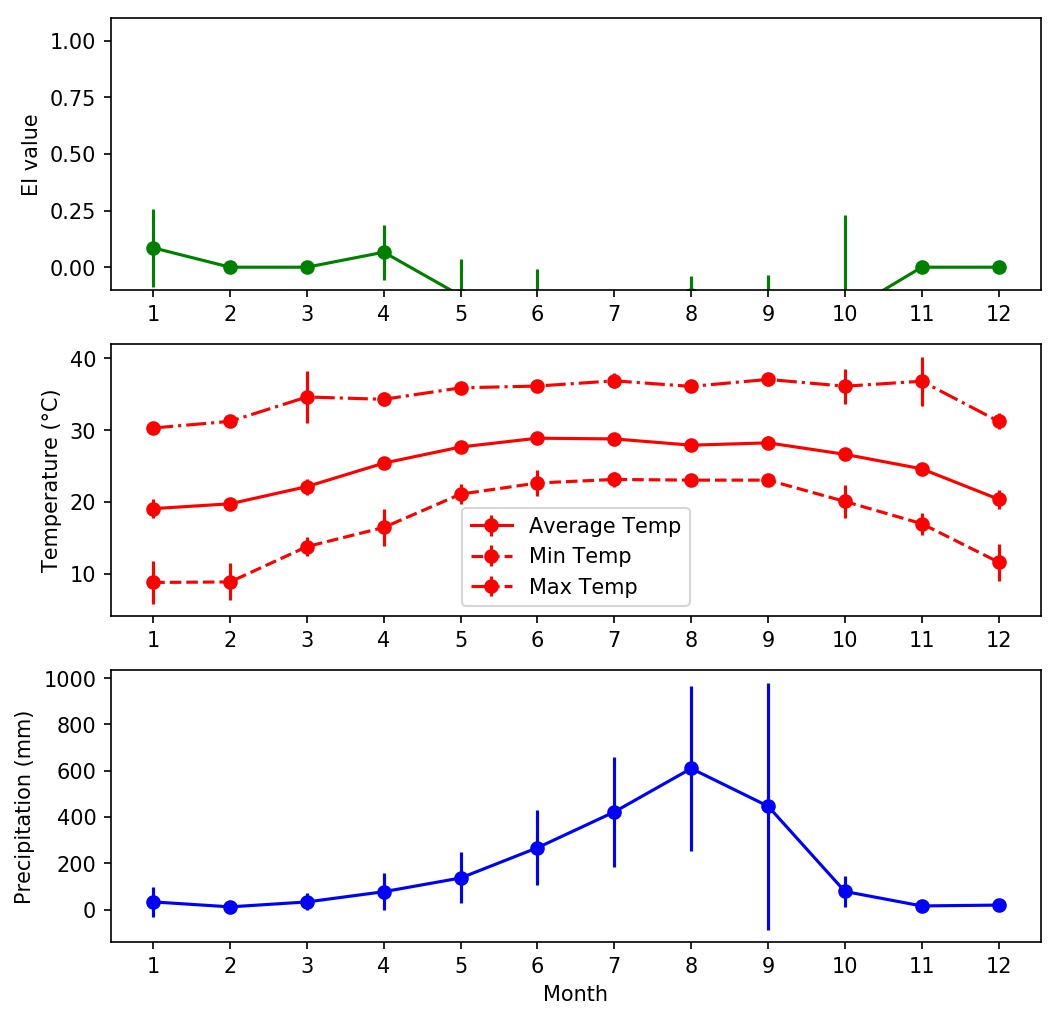 1.00
0.75
0.50
0.25
0.00
EI value
1 2 3 4 5 6 7 8 9 10 11 12
40
30
20
10
Temperature (°C)
Average Temp
Min Temp
Max Temp
1 2 3 4 5 6 7 8 9 10 11 12
1000
800
600
400
200
0
Precipitation (mm)
1 2 3 4 5 6 7 8 9 10 11 12
Month